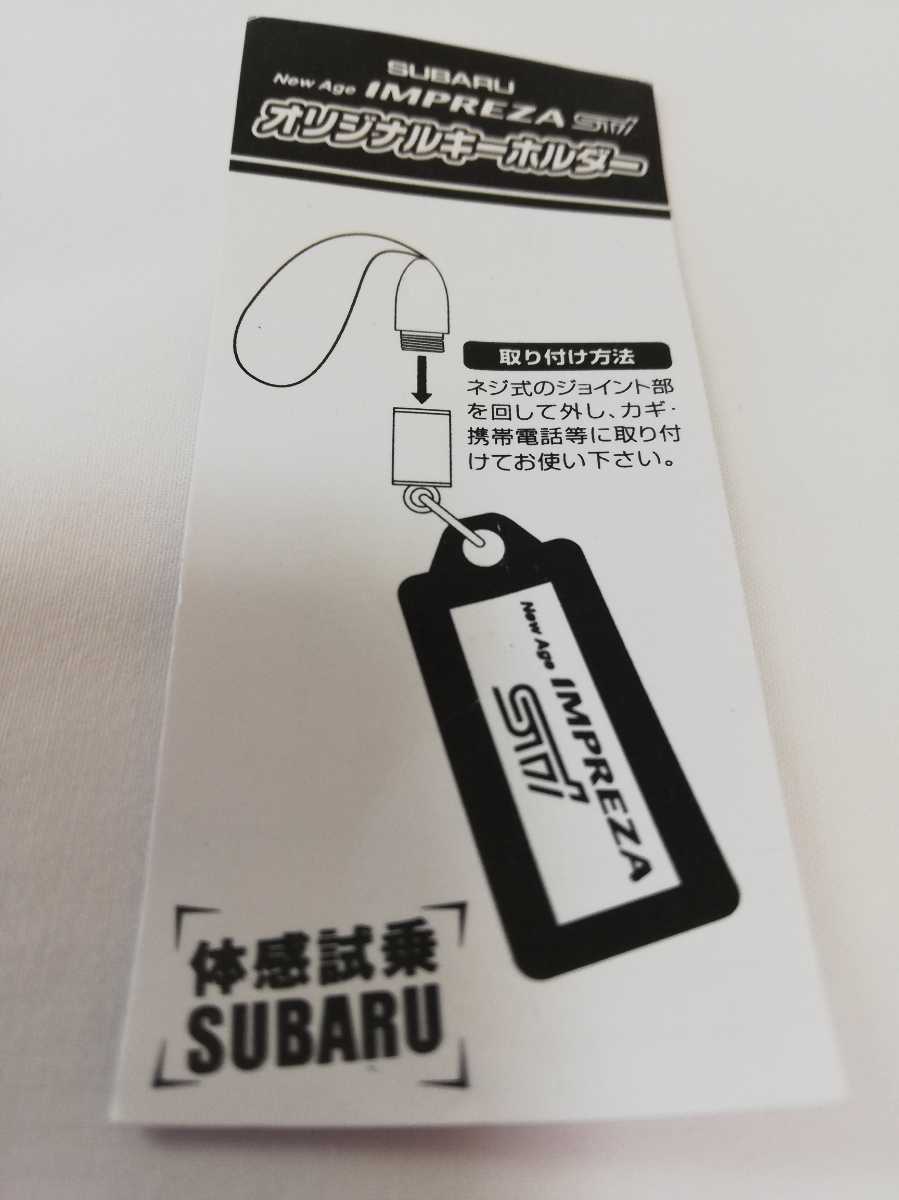 SUBARU
New Age IMPREZA STi
オリジナルキーホルダー
取り付け方法
ネジ式のジョイント部
を回して外し、カギ・
携帯電話等に取り付
けてお使い下さい。
New Age IMPREZA
STi
体感試乗
SUBARU